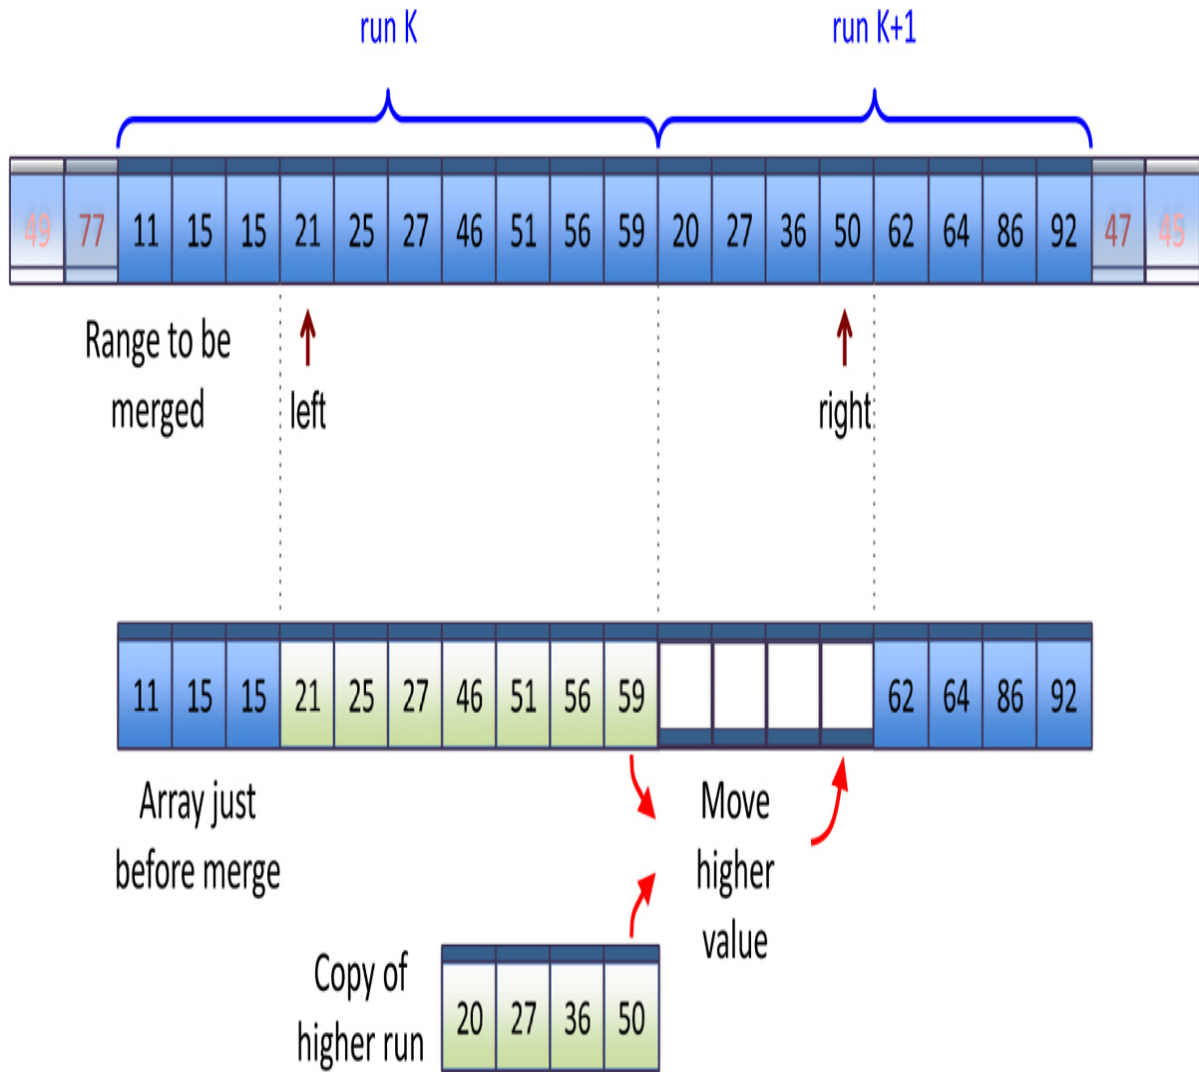 run K run K+1
49 77 11 15 15 21 25 27 46 51 56 59 20 27 36 50 62 64 86 92 47 45
Range to be
merged
left
right
11 15 15 21 25 27 46 51 56 59 62 64 86 92
Array just
before merge
Move
higher
value
Copy of
higher run
20 27 36 50